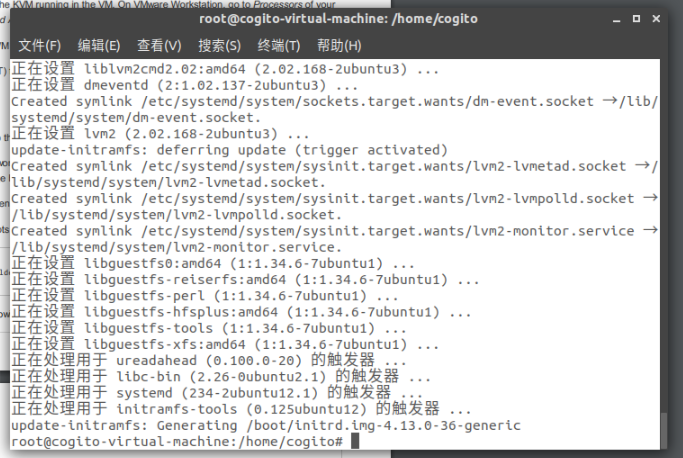 the KVM running in the VM. On VMware Workstation, go to Processors of your
root@cogito-virtual-machine: /home/cogito
文件(F) 编辑(E) 查看(V) 搜索(S) 终端(T) 帮助(H)
正在设置 liblvm2cmd2.02:amd64 (2.02.168-2ubuntu3) ...
正在设置 dmeventd (2:1.02.137-2ubuntu3) ...
Created symlink /etc/systemd/system/sockets.target.wants/dm-event.socket →/lib/
systemd/system/dm-event.socket.
正在设置 lvm2 (2.02.168-2ubuntu3) ...
update-initramfs: deferring update (trigger activated)
Created symlink /etc/systemd/system/sysinit.target.wants/lvm2-lvmetad.socket →/
lib/systemd/system/lvm2-lvmetad.socket.
Created symlink /etc/systemd/system/sysinit.target.wants/lvm2-lvmpolld.socket →
/lib/systemd/system/lvm2-lvmpolld.socket.
Created symlink /etc/systemd/system/sysinit.target.wants/lvm2-monitor.service →
/lib/systemd/system/lvm2-monitor.service.
正在设置 libguestfs0:amd64 (1:1.34.6-7ubuntu1) ...
正在设置 libguestfs-reiserfs:amd64 (1:1.34.6-7ubuntu1) ...
正在设置 libguestfs-perl (1:1.34.6-7ubuntu1) ...
正在设置 libguestfs-hfsplus:amd64 (1:1.34.6-7ubuntu1) ...
正在设置 libguestfs-tools (1:1.34.6-7ubuntu1) ...
正在设置 libguestfs-xfs:amd64 (1:1.34.6-7ubuntu1) ...
正在处理用于 ureadahead (0.100.0-20) 的触发器 ...
正在处理用于 libc-bin (2.26-0ubuntu2.1) 的触发器 ...
正在处理用于 systemd (234-2ubuntu12.1) 的触发器 ...
正在处理用于 initramfs-tools (0.125ubuntu12) 的触发器 ...
update-initramfs: Generating /boot/initrd.img-4.13.0-36-generic
root@cogito-virtual-machine:/home/cogito#